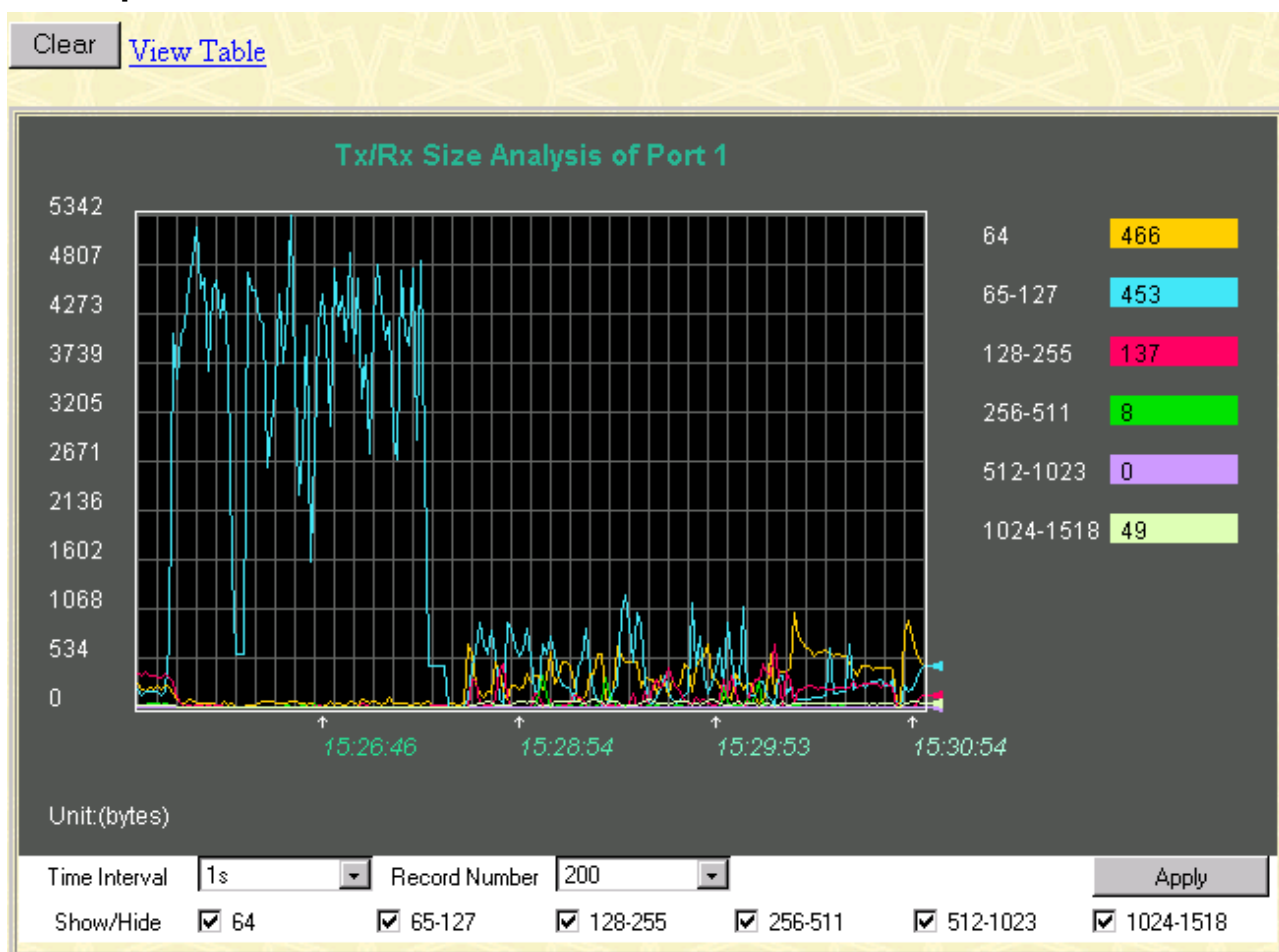 Clear View Table
Tx/Rx Size Analysis of Port 1
5342
4807
4273
3739
3205
2671
2136
1602
1068
534
0
64 466
65-127 453
128-255 137
256-511 8
512-1023 0
1024-1518 49
15:26:46 15:28:54 15:29:53 15:30:54
Unit:(bytes)
Time Interval 1s Record Number 200 Apply
Show/Hide 64 65-127 128-255 256-511 512-1023 1024-1518